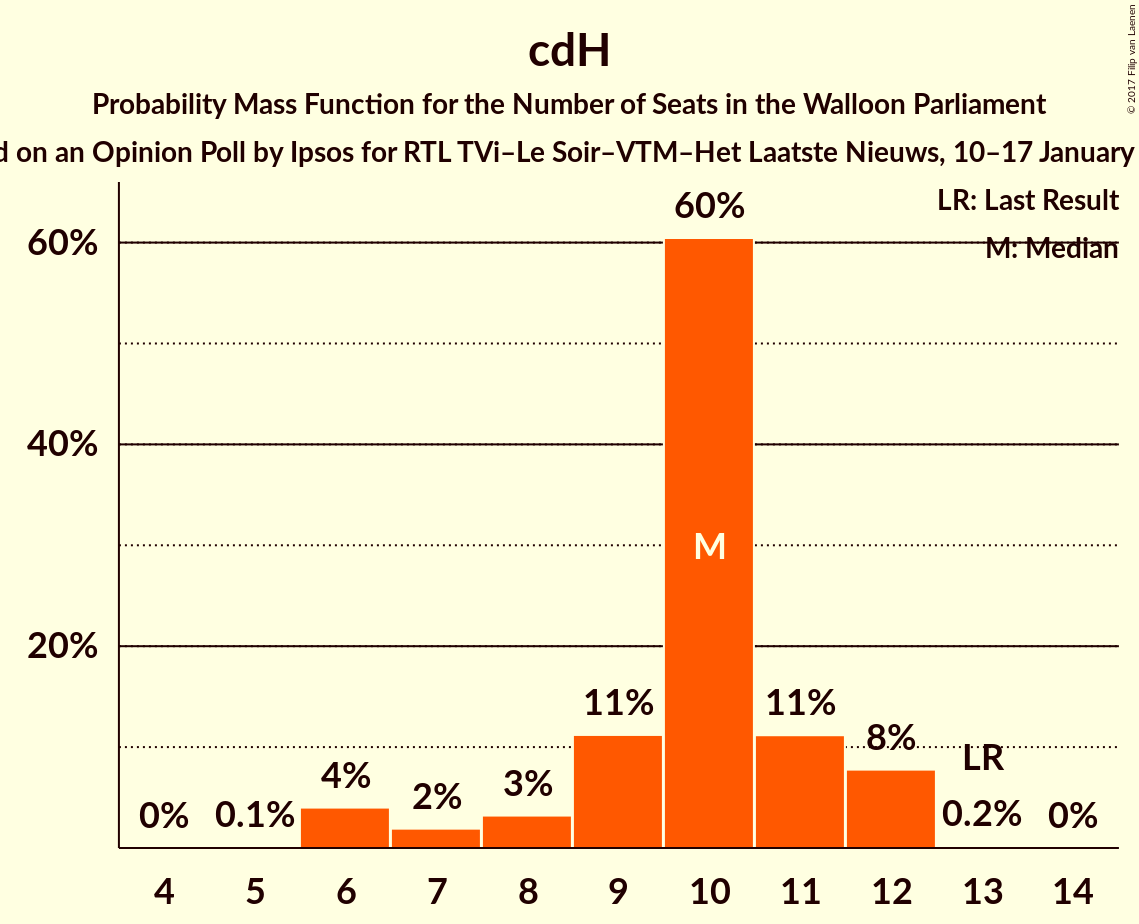 cdH
Probability Mass Function for the Number of Seats in the Walloon Parliament
on an Opinion Poll by Ipsos for RTL TVi–Le Soir–VTM–Het Laatste Nieuws, 10–17 January
© 2017 Filip van Laenen
LR: Last Result
M: Median
60%
40%
20%
0%
0.1%
4%
2%
3%
11%
60%
M
11%
8%
LR
0.2%
0%
4 5 6 7 8 9 10 11 12 13 14